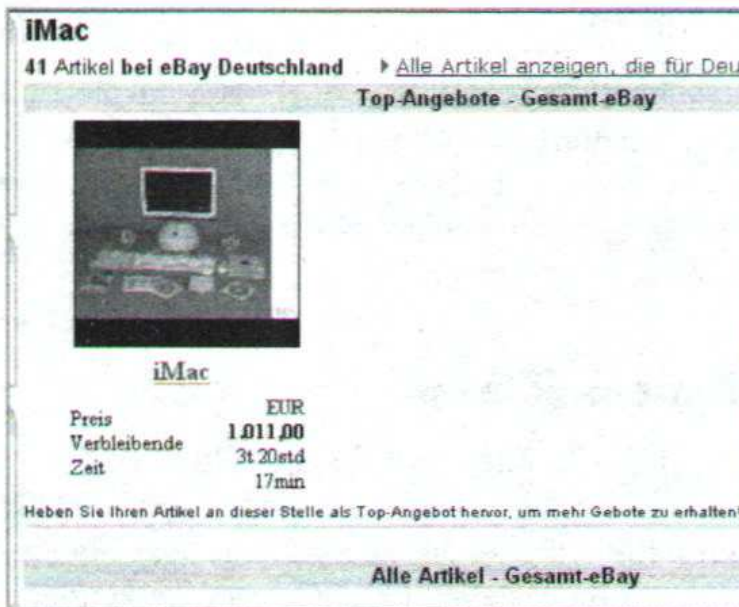 iMac
41 Artikel bei eBay Deutschland Alle Artikel anzeigen, die für Deu
Top-Angebote - Gesamt-eBay
iMac
Preis EUR 1.011,00
Verbleibende Zeit 3t 20std 17min
Heben Sie Ihren Artikel an dieser Stelle als Top-Angebot hervor, um mehr Gebote zu erhalten!
Alle Artikel - Gesamt-eBay